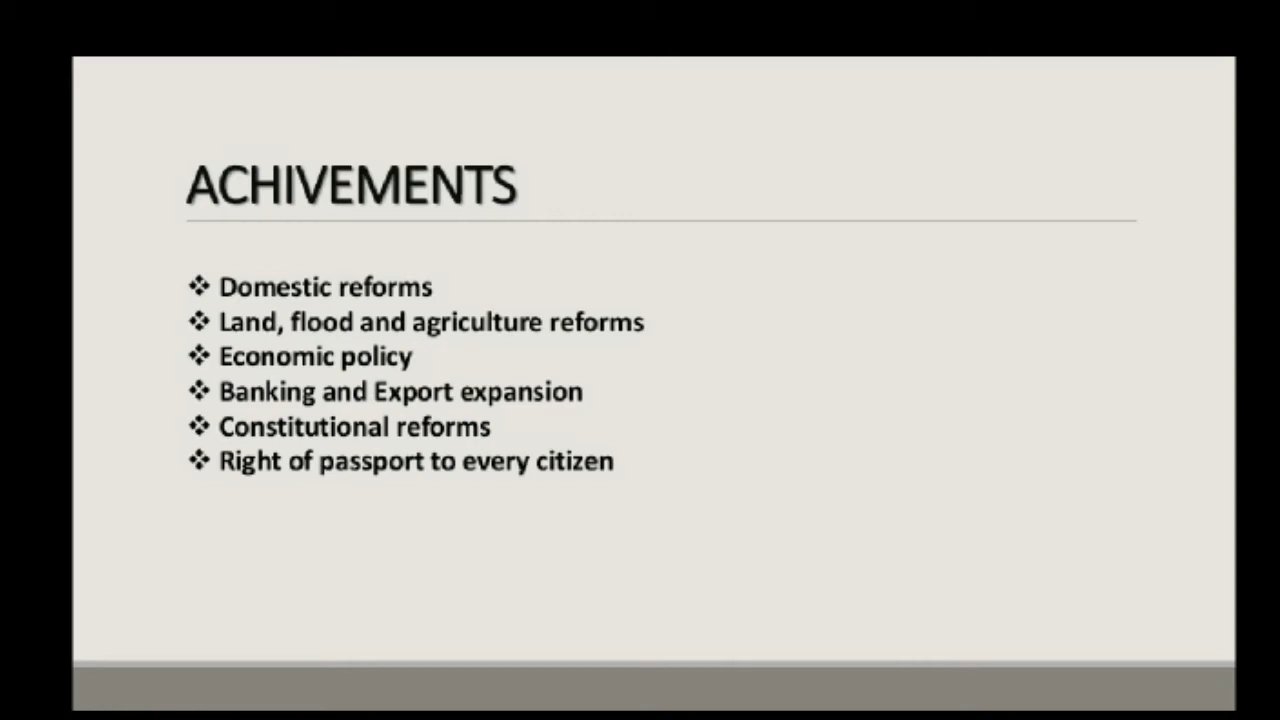 ACHIVEMENTS
❖ Domestic reforms
❖ Land, flood and agriculture reforms
❖ Economic policy
❖ Banking and Export expansion
❖ Constitutional reforms
❖ Right of passport to every citizen